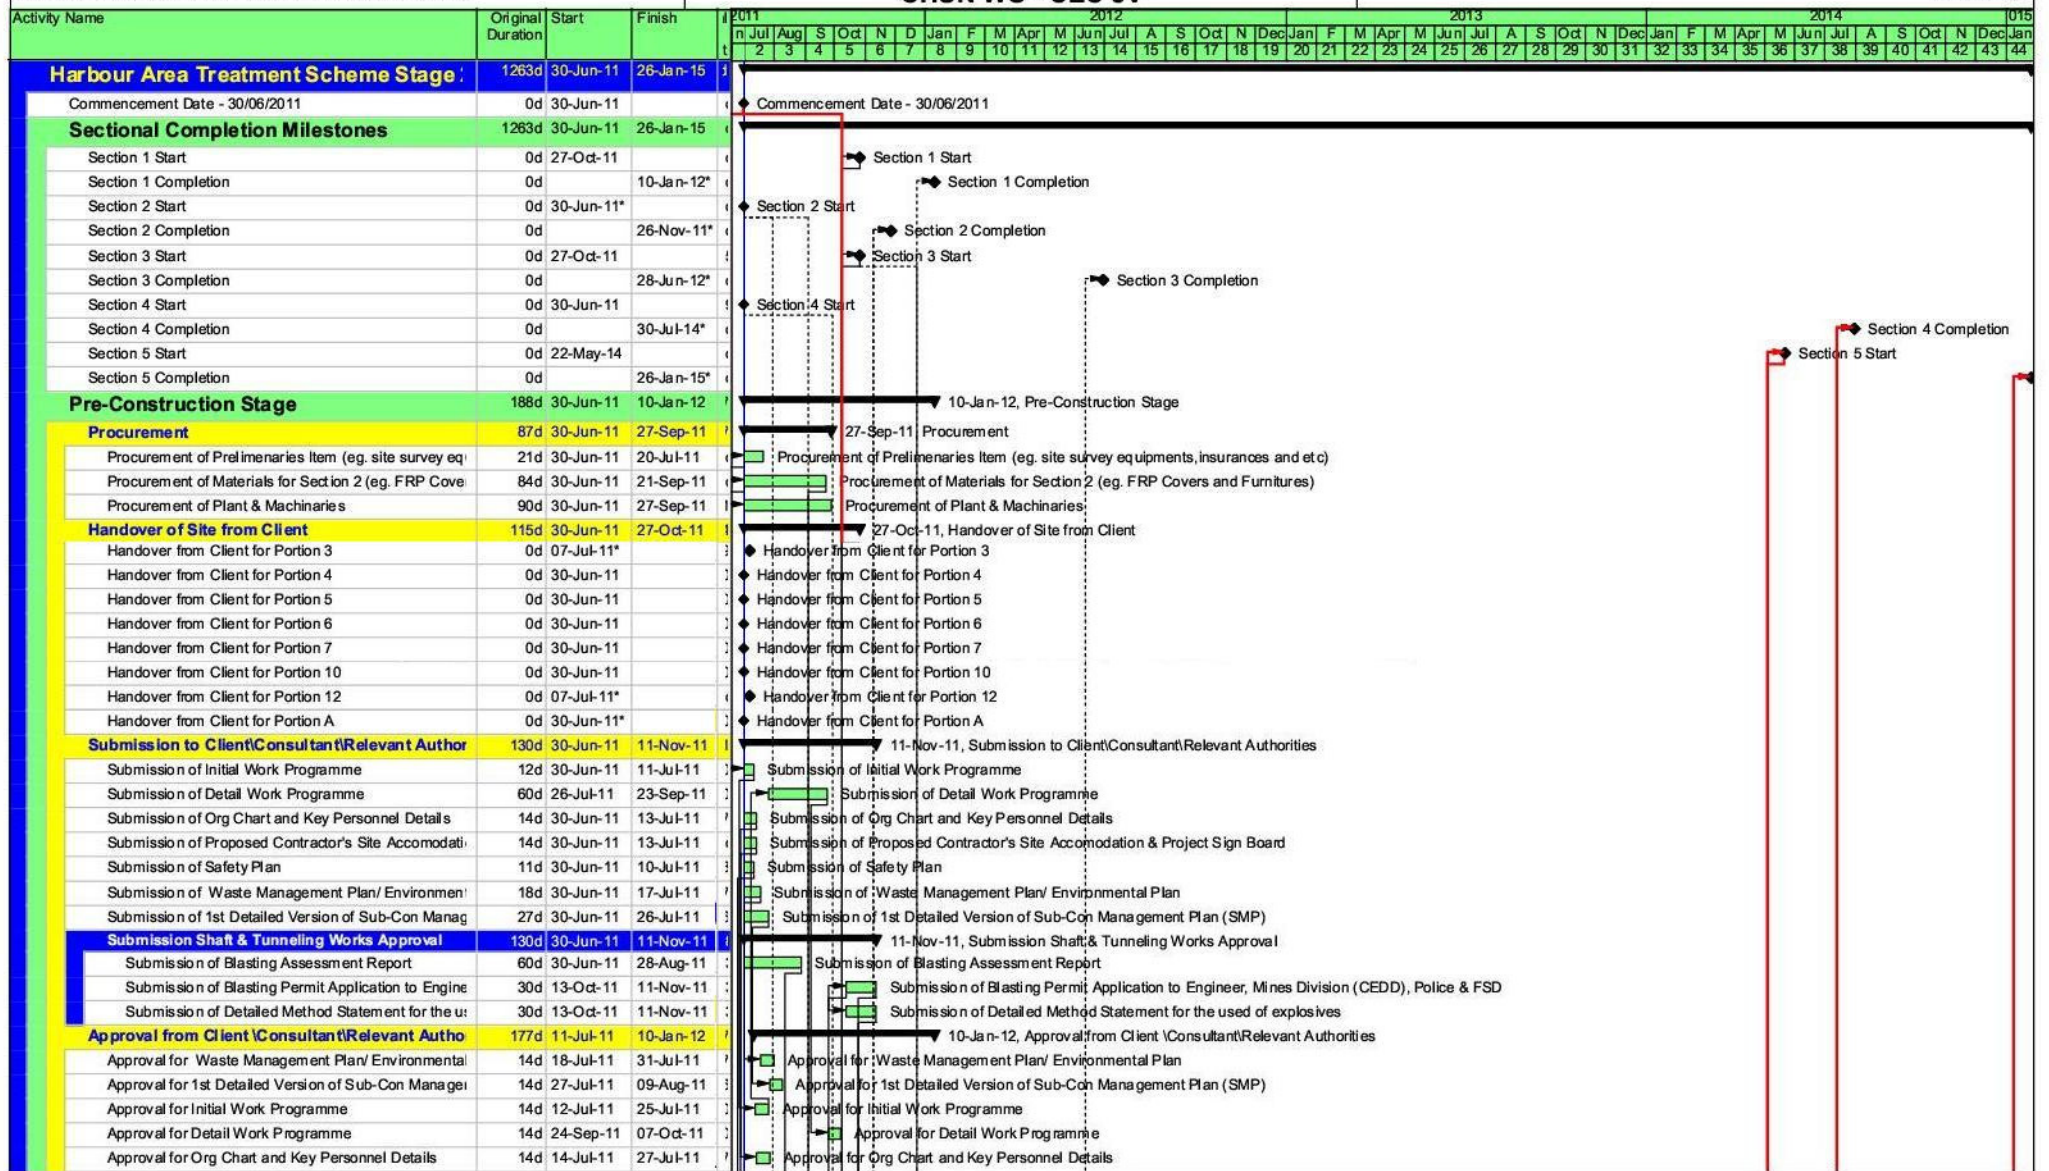 Activity Name Original Start Finish 2011 2012 2013 2014 015
Duration n Jul Aug S Oct N D Jan F M Apr M Jun Jul A S Oct N Dec Jan F M Apr M Jun Jul A S Oct N Dec Jan F M Apr M Jun Jul A S Oct N Dec Jan
t 2 3 4 5 6 7 8 9 10 11 12 13 14 15 16 17 18 19 20 21 22 23 24 25 26 27 28 29 30 31 32 33 34 35 36 37 38 39 40 41 42 43 44
Harbour Area Treatment Scheme Stage 1263d 30-Jun-11 26-Jan-15
Commencement Date - 30/06/2011 0d 30-Jun-11 Commencement Date - 30/06/2011
Sectional Completion Milestones 1263d 30-Jun-11 26-Jan-15
Section 1 Start 0d 27-Oct-11 Section 1 Start
Section 1 Completion 0d 10-Jan-12* Section 1 Completion
Section 2 Start 0d 30-Jun-11* Section 2 Start
Section 2 Completion 0d 26-Nov-11* Section 2 Completion
Section 3 Start 0d 27-Oct-11 Section 3 Start
Section 3 Completion 0d 28-Jun-12* Section 3 Completion
Section 4 Start 0d 30-Jun-11 Section 4 Start
Section 4 Completion 0d 30-Jul-14* Section 4 Completion
Section 5 Start 0d 22-May-14 Section 5 Start
Section 5 Completion 0d 26-Jan-15*
Pre-Construction Stage 188d 30-Jun-11 10-Jan-12 10-Jan-12, Pre-Construction Stage
Procurement 87d 30-Jun-11 27-Sep-11 27-Sep-11, Procurement
Procurement of Prelimenaries Item (eg. site survey eq 21d 30-Jun-11 20-Jul-11 Procurement of Prelimenaries Item (eg. site survey equipments,insurances and etc)
Procurement of Materials for Section 2 (eg. FRP Cove 84d 30-Jun-11 21-Sep-11 Procurement of Materials for Section 2 (eg. FRP Covers and Furnitures)
Procurement of Plant & Machinaries 90d 30-Jun-11 27-Sep-11 Procurement of Plant & Machinaries
Handover of Site from Client 115d 30-Jun-11 27-Oct-11 27-Oct-11, Handover of Site from Client
Handover from Client for Portion 3 0d 07-Jul-11* Handover from Client for Portion 3
Handover from Client for Portion 4 0d 30-Jun-11 Handover from Client for Portion 4
Handover from Client for Portion 5 0d 30-Jun-11 Handover from Client for Portion 5
Handover from Client for Portion 6 0d 30-Jun-11 Handover from Client for Portion 6
Handover from Client for Portion 7 0d 30-Jun-11 Handover from Client for Portion 7
Handover from Client for Portion 10 0d 30-Jun-11 Handover from Client for Portion 10
Handover from Client for Portion 12 0d 07-Jul-11* Handover from Client for Portion 12
Handover from Client for Portion A 0d 30-Jun-11* Handover from Client for Portion A
Submission to Client\Consultant\Relevant Author 130d 30-Jun-11 11-Nov-11 11-Nov-11, Submission to Client\Consultant\Relevant Authorities
Submission of Initial Work Programme 12d 30-Jun-11 11-Jul-11 Submission of Initial Work Programme
Submission of Detail Work Programme 60d 26-Jul-11 23-Sep-11 Submission of Detail Work Programme
Submission of Org Chart and Key Personnel Details 14d 30-Jun-11 13-Jul-11 Submission of Org Chart and Key Personnel Details
Submission of Proposed Contractor's Site Accomodati 14d 30-Jun-11 13-Jul-11 Submission of Proposed Contractor's Site Accomodation & Project Sign Board
Submission of Safety Plan 11d 30-Jun-11 10-Jul-11 Submission of Safety Plan
Submission of Waste Management Plan/ Environment 18d 30-Jun-11 17-Jul-11 Submission of Waste Management Plan/ Environmental Plan
Submission of 1st Detailed Version of Sub-Con Manag 27d 30-Jun-11 26-Jul-11 Submission of 1st Detailed Version of Sub-Con Management Plan (SMP)
Submission Shaft & Tunneling Works Approval 130d 30-Jun-11 11-Nov-11 11-Nov-11, Submission Shaft & Tunneling Works Approval
Submission of Blasting Assessment Report 60d 30-Jun-11 28-Aug-11 Submission of Blasting Assessment Report
Submission of Blasting Permit Application to Engine 30d 13-Oct-11 11-Nov-11 Submission of Blasting Permit Application to Engineer, Mines Division (CEDD), Police & FSD
Submission of Detailed Method Statement for the us 30d 13-Oct-11 11-Nov-11 Submission of Detailed Method Statement for the used of explosives
Approval from Client \Consultant\Relevant Autho 177d 11-Jul-11 10-Jan-12 10-Jan-12, Approval from Client \Consultant\Relevant Authorities
Approval for Waste Management Plan/ Environmental 14d 18-Jul-11 31-Jul-11 Approval for Waste Management Plan/ Environmental Plan
Approval for 1st Detailed Version of Sub-Con Manager 14d 27-Jul-11 09-Aug-11 Approval for 1st Detailed Version of Sub-Con Management Plan (SMP)
Approval for Initial Work Programme 14d 12-Jul-11 25-Jul-11 Approval for Initial Work Programme
Approval for Detail Work Programme 14d 24-Sep-11 07-Oct-11 Approval for Detail Work Programme
Approval for Org Chart and Key Personnel Details 14d 14-Jul-11 27-Jul-11 Approval for Org Chart and Key Personnel Details